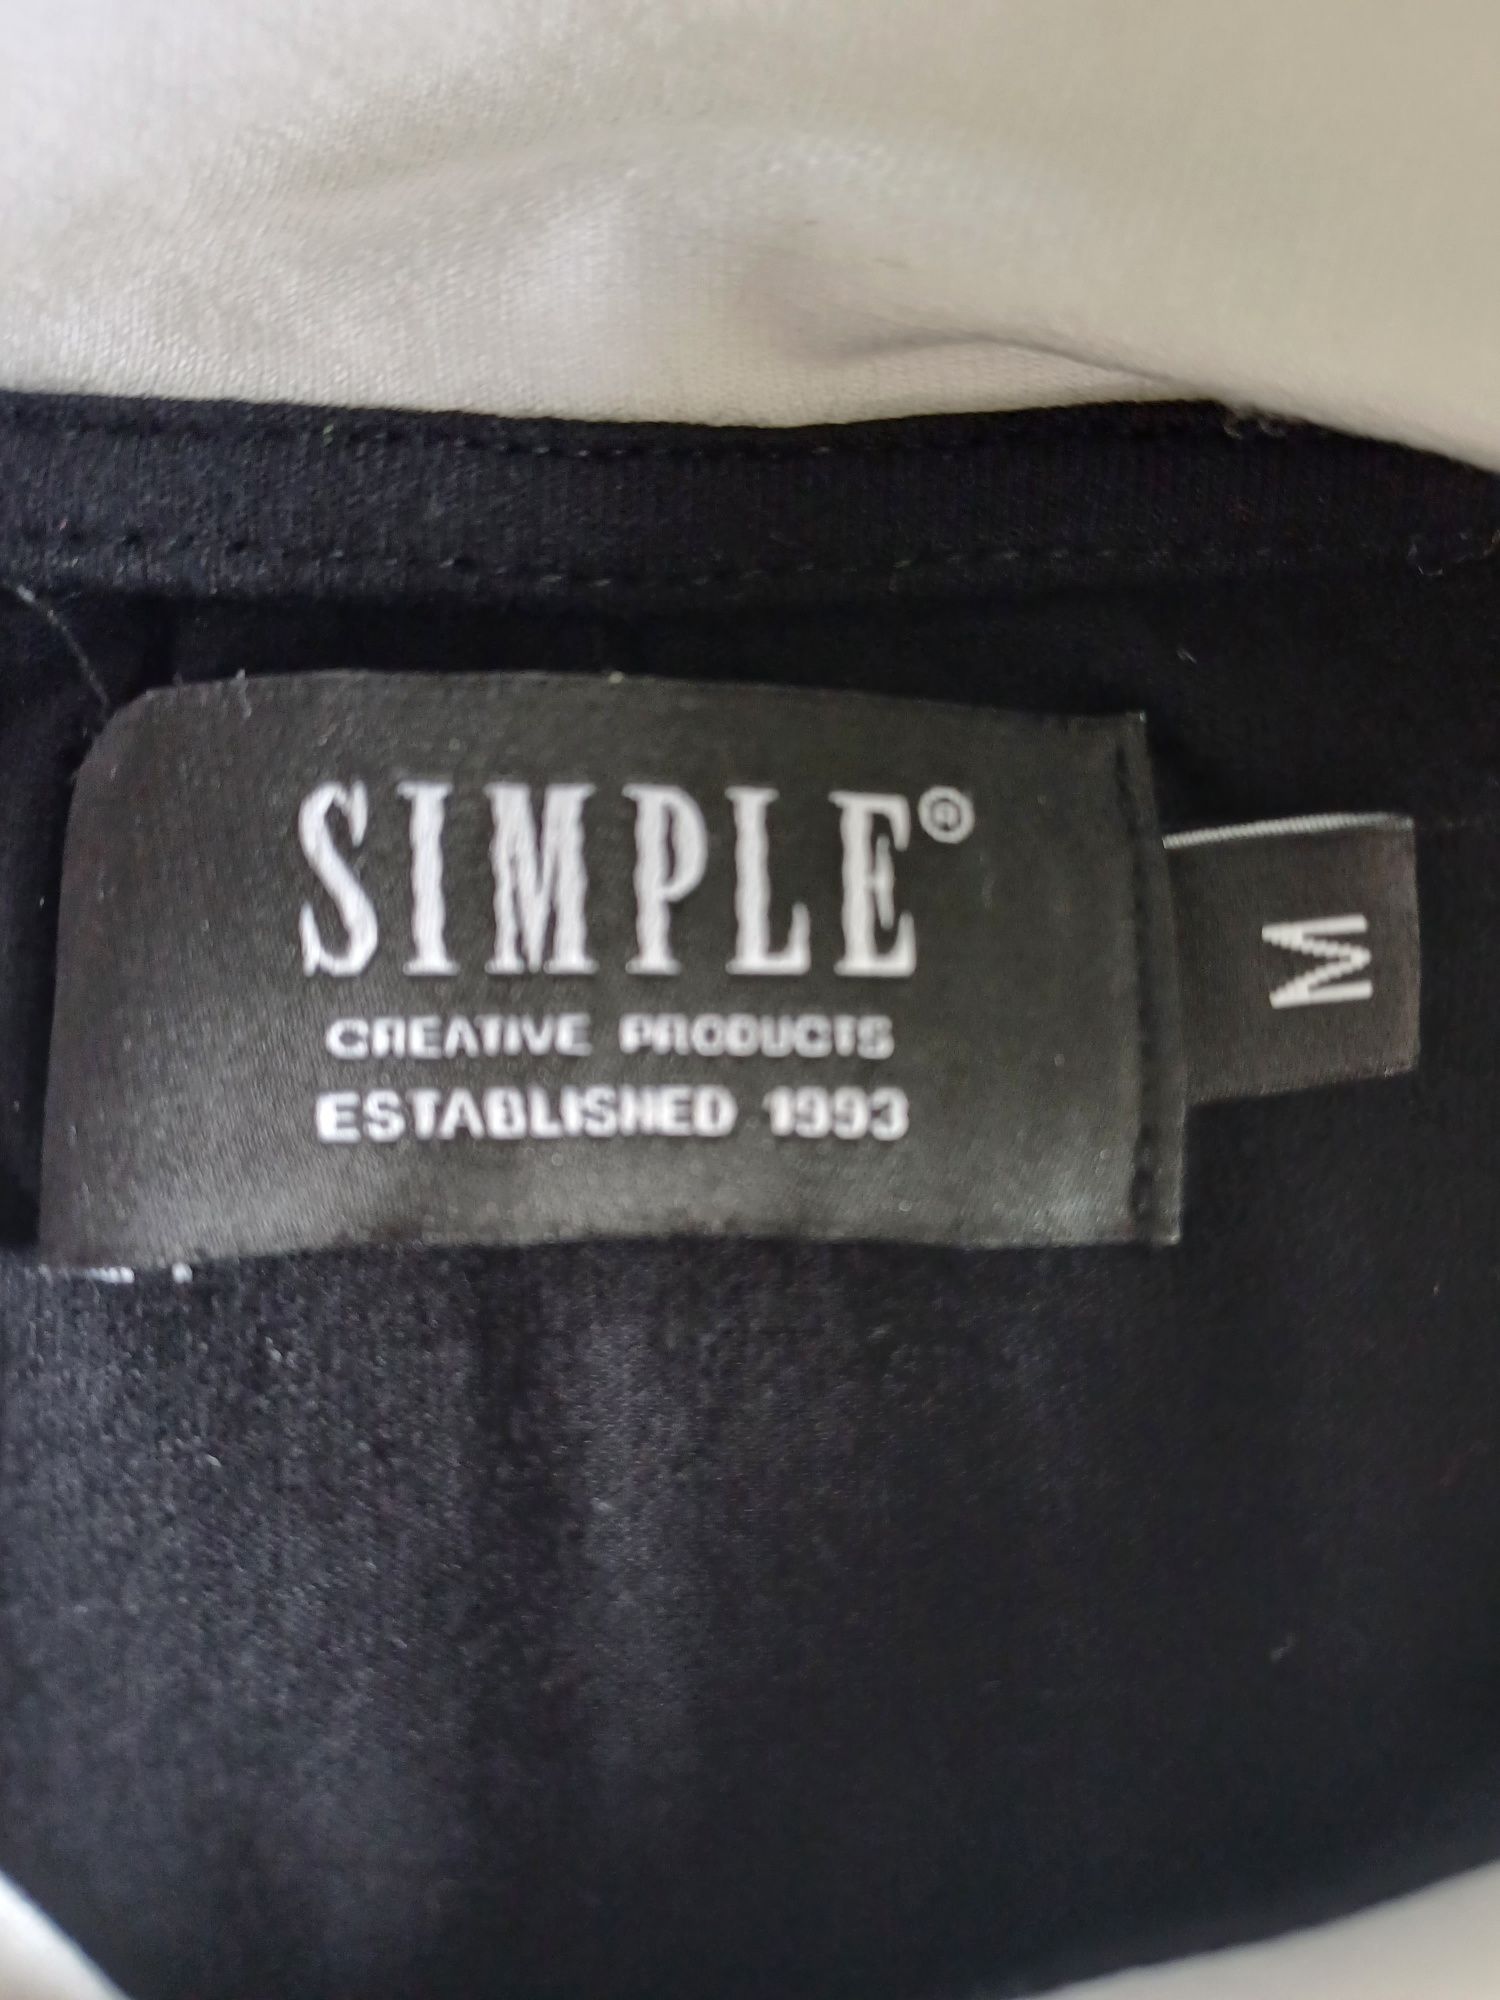 SIMPLE®
CREATIVE PRODUCTS
ESTABLISHED 1993
M